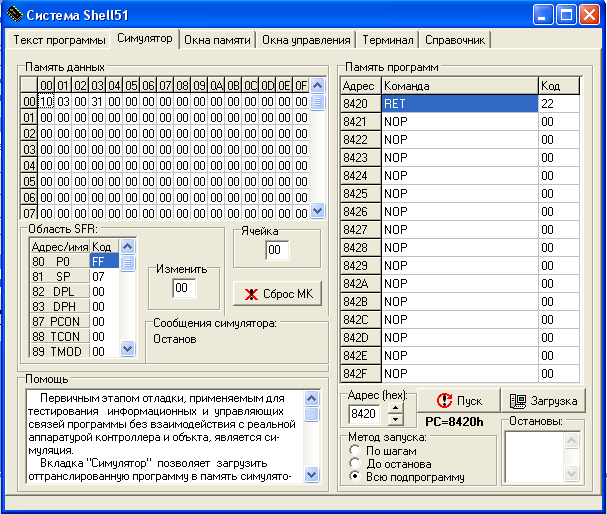 Система Shell51
Текст программы Симулятор Окна памяти Окна управления Терминал Справочник
Память данных
00 01 02 03 04 05 06 07 08 09 0A 0B 0C 0D 0E 0F
00 10 03 00 31 00 00 00 00 00 00 00 00 00 00 00 00
01 00 00 00 00 00 00 00 00 00 00 00 00 00 00 00 00
02 00 00 00 00 00 00 00 00 00 00 00 00 00 00 00 00
03 00 00 00 00 00 00 00 00 00 00 00 00 00 00 00 00
04 00 00 00 00 00 00 00 00 00 00 00 00 00 00 00 00
05 00 00 00 00 00 00 00 00 00 00 00 00 00 00 00 00
06 00 00 00 00 00 00 00 00 00 00 00 00 00 00 00 00
07 00 00 00 00 00 00 00 00 00 00 00 00 00 00 00 00
Область SFR:
Адрес/имя Код
80 P0 FF
81 SP 07
82 DPL 00
83 DPH 00
87 PCON 00
88 TCON 00
89 TMOD 00
Изменить
00
Ячейка
00
Сброс МК
Сообщения симулятора:
Останов
Помощь
Первичным этапом отладки, применяемым для
тестирования информационных и управляющих
связей программы без взаимодействия с реальной
аппаратурой контроллера и объкта, является си-
муляция.
Вкладка "Симулятор" позволяет загрузить
оттранслированную программу в память симулято-
Память программ
Адрес Команда Код
8420 RET 22
8421 NOP 00
8422 NOP 00
8423 NOP 00
8424 NOP 00
8425 NOP 00
8426 NOP 00
8427 NOP 00
8428 NOP 00
8429 NOP 00
842A NOP 00
842B NOP 00
842C NOP 00
842D NOP 00
842E NOP 00
842F NOP 00
Адрес (hex):
8420
Пуск
Загрузка
PC=8420h
Метод запуска:
По шагам
До останова
Всю подпрограмму
Остановы: